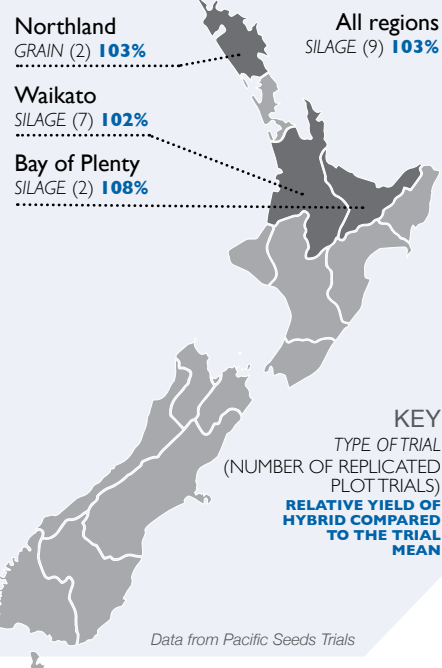 Northland
GRAIN (2) 103%
Waikato
SILAGE (7) 102%
Bay of Plenty
SILAGE (2) 108%
All regions
SILAGE (9) 103%
KEY
TYPE OF TRIAL
(NUMBER OF REPLICATED
PLOT TRIALS)
RELATIVE YIELD OF
HYBRID COMPARED
TO THE TRIAL
MEAN
Data from Pacific Seeds Trials